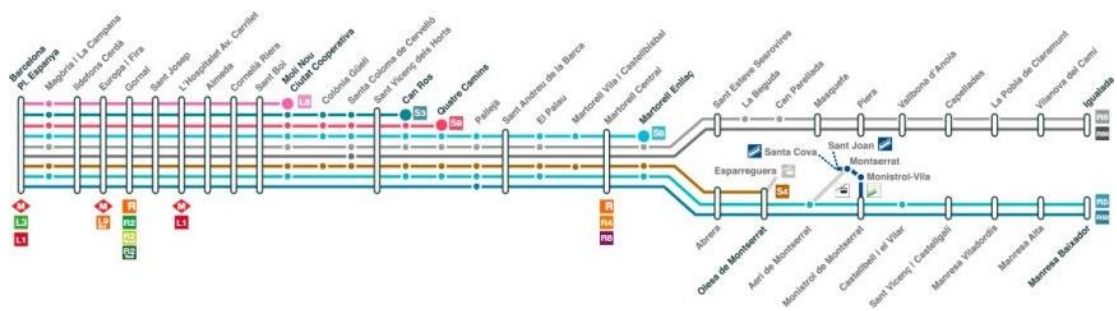 Barcelona
Pl. Espanya
Magòria | La Campana
Ildefons Cerdà
Europa | Fira
Gornal
Sant Josep
L'Hospitalet Av. Carrilet
Almeda
Cornellà Riera
Sant Boi
Molí Nou
Ciutat Cooperativa
Colònia Güell
Santa Coloma de Cervelló
Sant Vicenç dels Horts
Can Ros
Quatre Camins
Pallejà
Sant Andreu de la Barca
El Palau
Martorell Vila | Castellbisbal
Martorell Central
Martorell Enllaç
Sant Esteve Sesrovires
La Beguda
Can Parellada
Masquefa
Piera
Vallbona d'Anoia
Capellades
La Pobla de Claramunt
Vilanova del Camí
Igualada
L8
S3
S8
R6
R60
Santa Cova
Sant Joan
Montserrat
Monistrol-Vila
Esparreguera
S4
R5
R50
M
L3
L1
M
L9
R
R2
R2
R2
M
L1
R
R4
R8
Abrera
Olesa de Montserrat
Aeri de Montserrat
Monistrol de Montserrat
Castellbell i el Vilar
Sant Vicenç | Castellgalí
Manresa Viladordis
Manresa Alta
Manresa Baixador